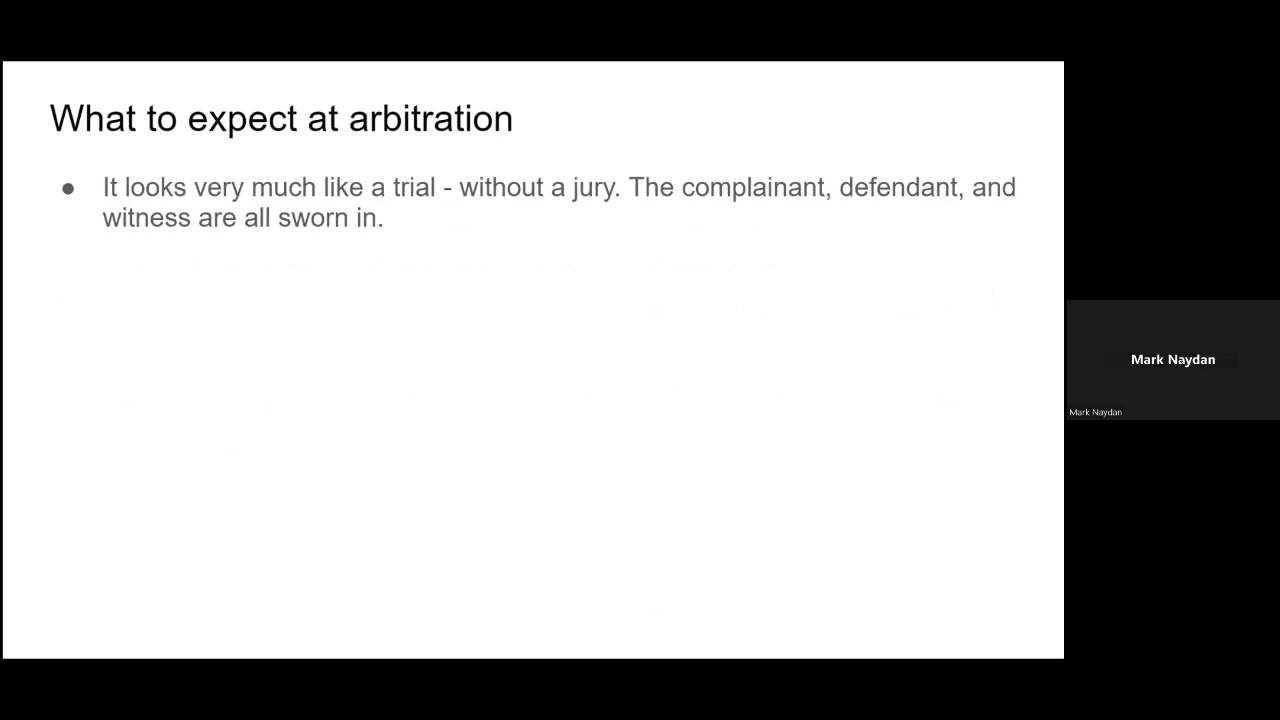 What to expect at arbitration
● It looks very much like a trial - without a jury. The complainant, defendant, and
witness are all sworn in.
Mark Naydan
Mark Naydan